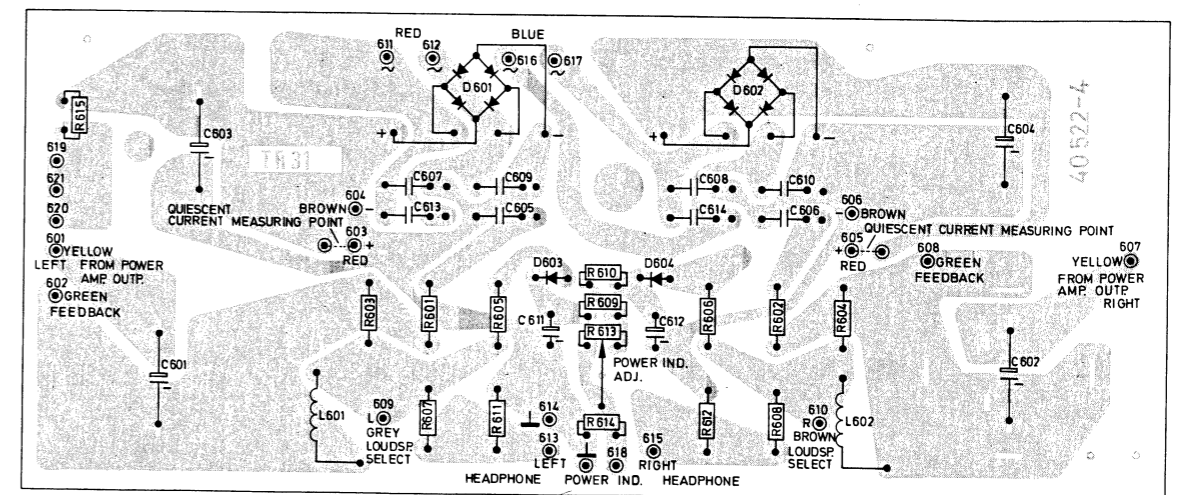 RED
BLUE
611
612
616
617
~
~
~
~
D601
D602
R615
C603
+
−
+
−
C604
40522-4
TR31
619
621
620
601
YELLOW
LEFT FROM POWER
AMP. OUTP.
602
GREEN
FEEDBACK
C607
C609
C608
C610
604
BROWN −
C613
C605
C614
C606
606
− BROWN
QUIESCENT
CURRENT MEASURING POINT
603
+
RED
QUIESCENT CURRENT MEASURING POINT
605
+
RED
608
GREEN
FEEDBACK
607
YELLOW
FROM POWER
AMP. OUTP.
RIGHT
D603
R610
D604
R603
R601
R605
C611
R609
R613
C612
R606
R602
R604
POWER IND.
ADJ.
C601
C602
L601
609
L
GREY
LOUDSP.
SELECT
R607
R611
614
613
LEFT
R614
618
615
RIGHT
R612
R608
610
R
BROWN
LOUDSP.
SELECT
L602
HEADPHONE POWER IND. HEADPHONE